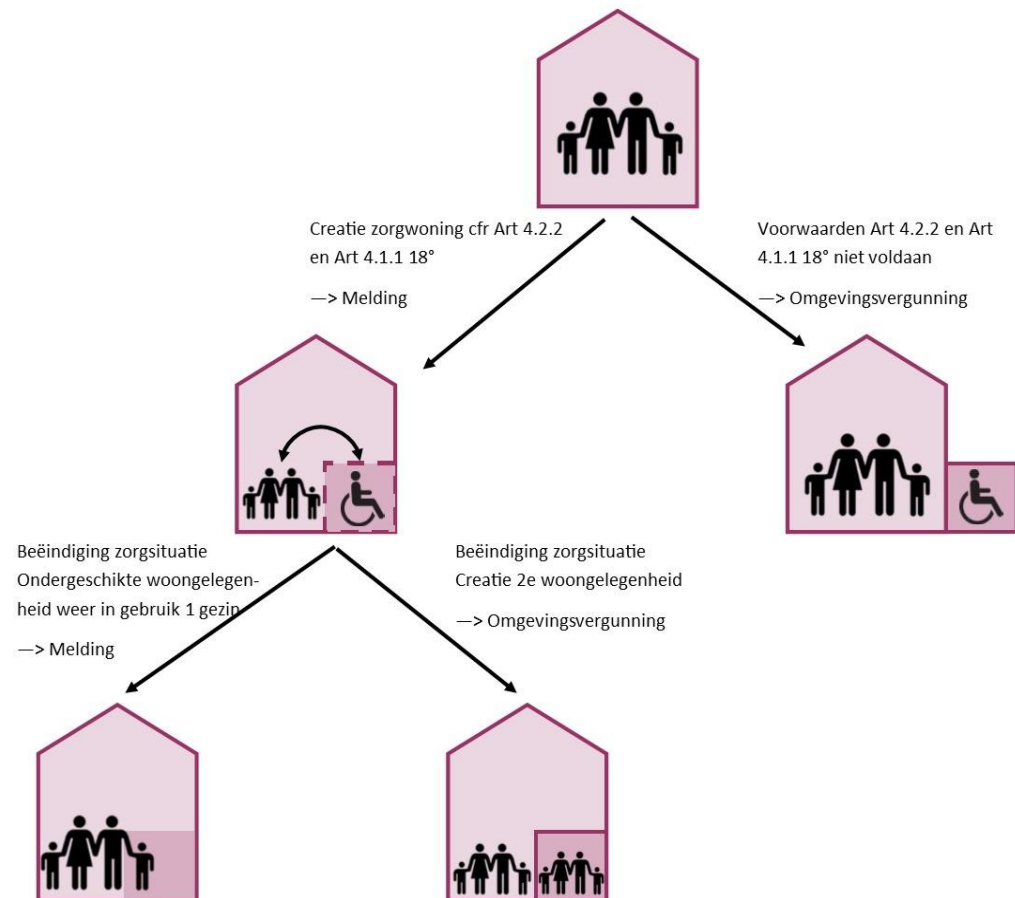 Creatie zorgwoning cfr Art 4.2.2
en Art 4.1.1 18°
—> Melding
Voorwaarden Art 4.2.2 en Art
4.1.1 18° niet voldaan
—> Omgevingsvergunning
Beëindiging zorgsituatie
Ondergeschikte woongelegen-
heid weer in gebruik 1 gezin
—> Melding
Beëindiging zorgsituatie
Creatie 2e woongelegenheid
—> Omgevingsvergunning